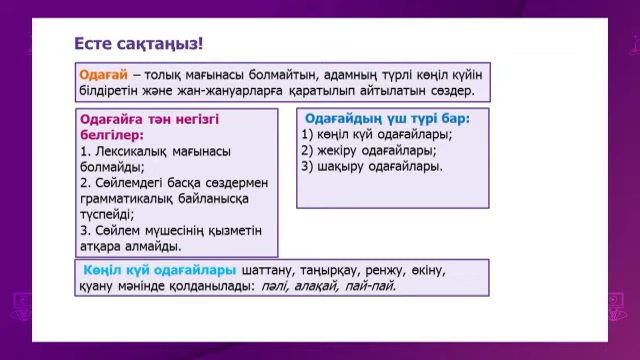 Есте сақтаңыз!
Одағай – толық мағынасы болмайтын, адамның түрлі көңіл күйін
білдіретін және жан-жануарларға қаратылып айтылатын сөздер.
Одағайға тән негізгі
белгілер:
1. Лексикалық мағынасы
болмайды;
2. Сөйлемдегі басқа сөздермен
грамматикалық байланысқа
түспейді;
3. Сөйлем мүшесінің қызметін
атқара алмайды.
Одағайдың үш түрі бар:
1) көңіл күй одағайлары;
2) жекіру одағайлары;
3) шақыру одағайлары.
Көңіл күй одағайлары шаттану, таңырқау, ренжу, өкіну,
қуану мәнінде қолданылады: пәлі, алақай, пай-пай.